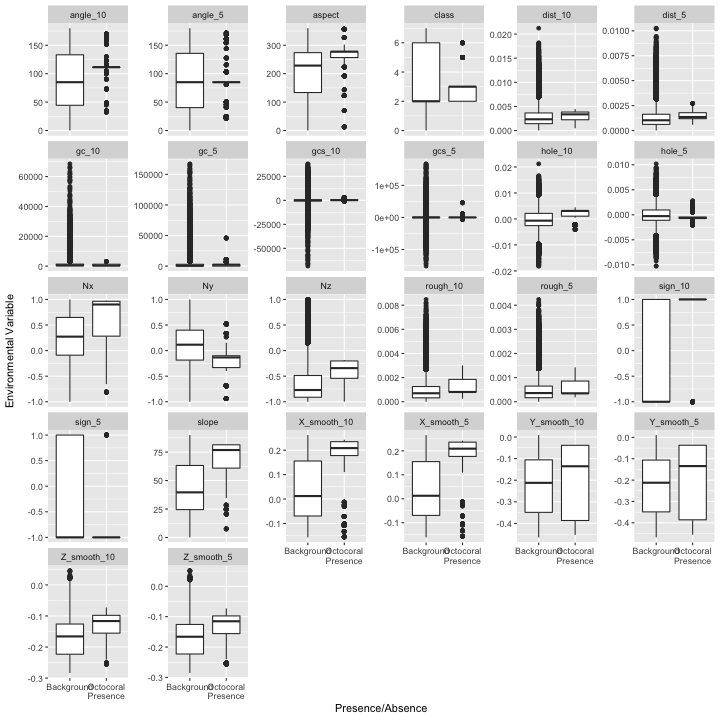 angle_10 angle_5 aspect class dist_10 dist_5
150 100 50 0
150 100 50 0
300 200 100 0
6 4 2 0
0.020 0.015 0.010 0.005 0.000
0.0100 0.0075 0.0050 0.0025 0.0000
gc_10 gc_5 gcs_10 gcs_5 hole_10 hole_5
60000 40000 20000 0
150000 100000 50000 0
25000 0 -25000 -50000
1e+05 0e+00 -1e+05
0.02 0.01 0.00 -0.01 -0.02
0.010 0.005 0.000 -0.005 -0.010
Nx Ny Nz rough_10 rough_5 sign_10
1.0 0.5 0.0 -0.5 -1.0
1.0 0.5 0.0 -0.5 -1.0
1.0 0.5 0.0 -0.5 -1.0
0.008 0.006 0.004 0.002 0.000
0.004 0.003 0.002 0.001 0.000
1.0 0.5 0.0 -0.5 -1.0
sign_5 slope X_smooth_10 X_smooth_5 Y_smooth_10 Y_smooth_5
1.0 0.5 0.0 -0.5 -1.0
75 50 25 0
0.2 0.1 0.0 -0.1
0.2 0.1 0.0 -0.1
0.0 -0.1 -0.2 -0.3 -0.4
0.0 -0.1 -0.2 -0.3 -0.4
Background Octocoral Presence
Background Octocoral Presence
Background Octocoral Presence
Background Octocoral Presence
Z_smooth_10 Z_smooth_5
0.0 -0.1 -0.2 -0.3
0.0 -0.1 -0.2 -0.3
Background Octocoral Presence
Background Octocoral Presence
Environmental Variable
Presence/Absence